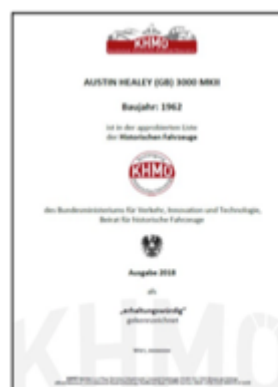 KHMO
AUSTIN HEALEY (GB) 3000 MKII
Baujahr: 1962
ist in der approbierten Liste
der Historischen Fahrzeuge
KHMO
des Bundesministeriums für Verkehr, Innovation und Technologie,
Beirat für historische Fahrzeuge
Ausgabe 2018
als
„erhaltungswürdig"
gekennzeichnet
KHMO